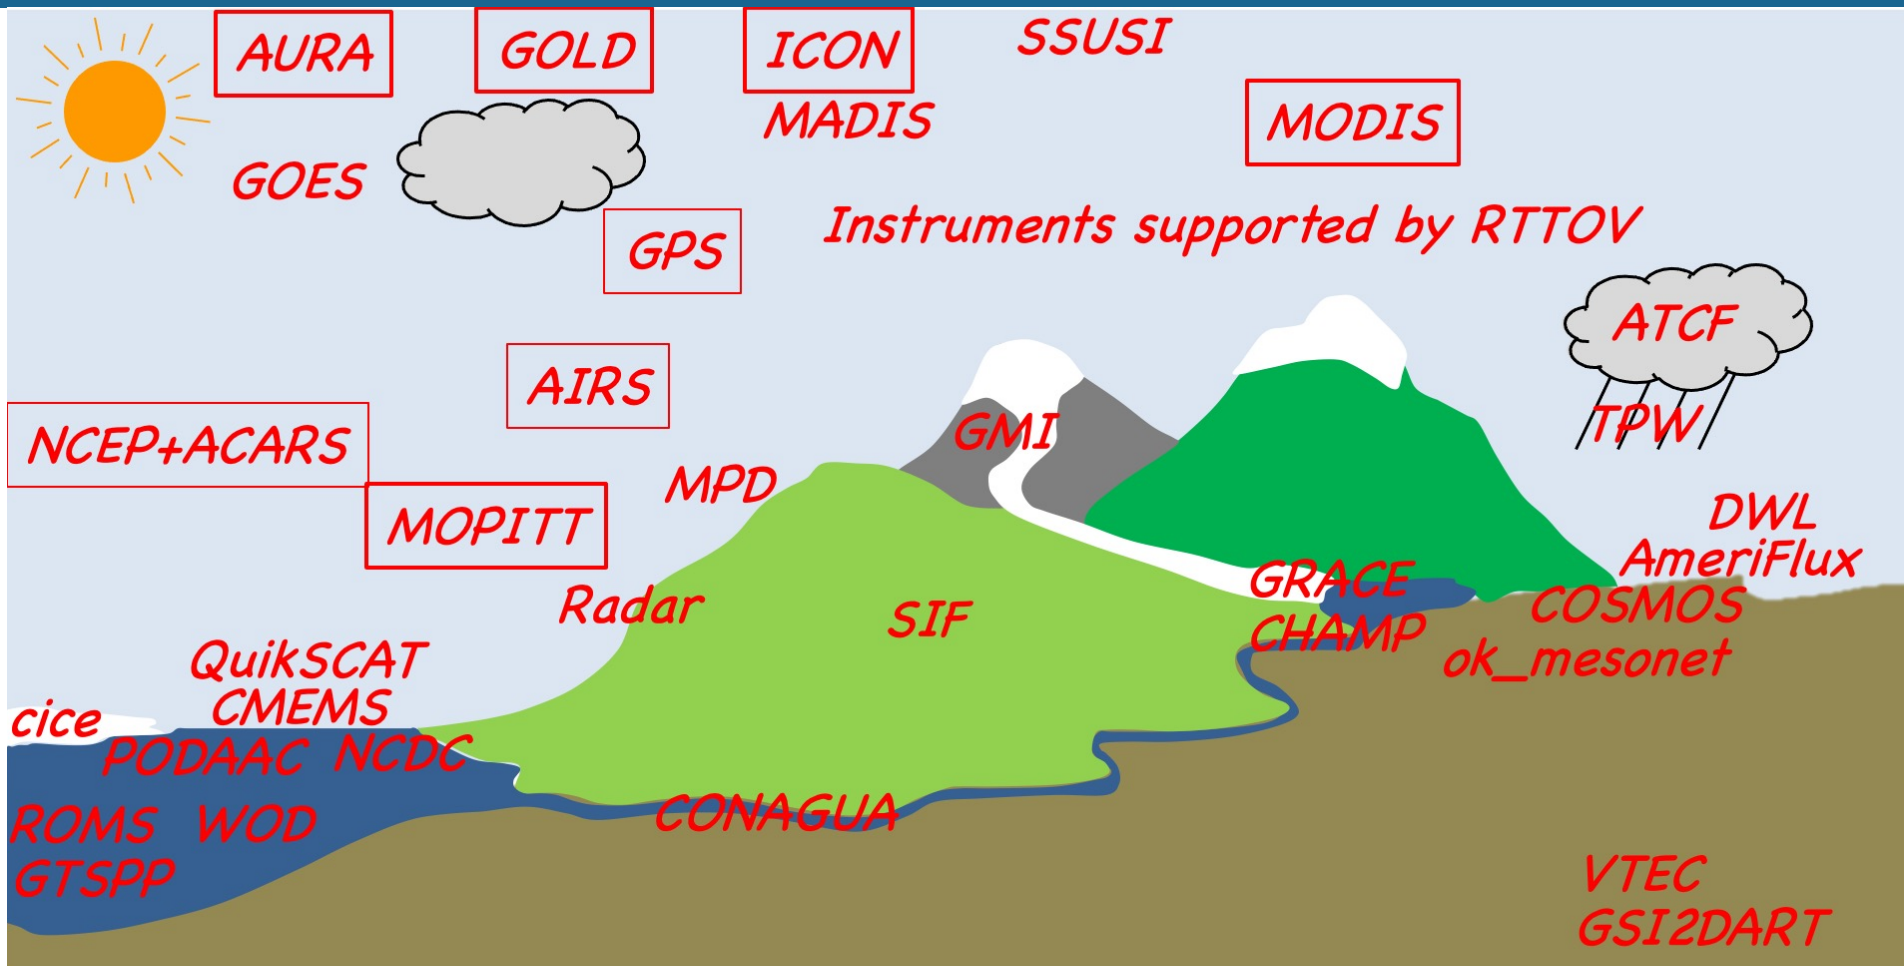 AURA
GOLD
ICON
SSUSI
MADIS
MODIS
GOES
Instruments supported by RTTOV
GPS
ATCF
AIRS
TPW
NCEP+ACARS
GMI
MPD
MOPITT
DWL
AmeriFlux
GRACE
COSMOS
Radar
SIF
CHAMP
ok_mesonet
QuikSCAT
CMEMS
cice
PODAAC NCDC
CONAGUA
ROMS WOD
GTSPP
VTEC
GSI2DART